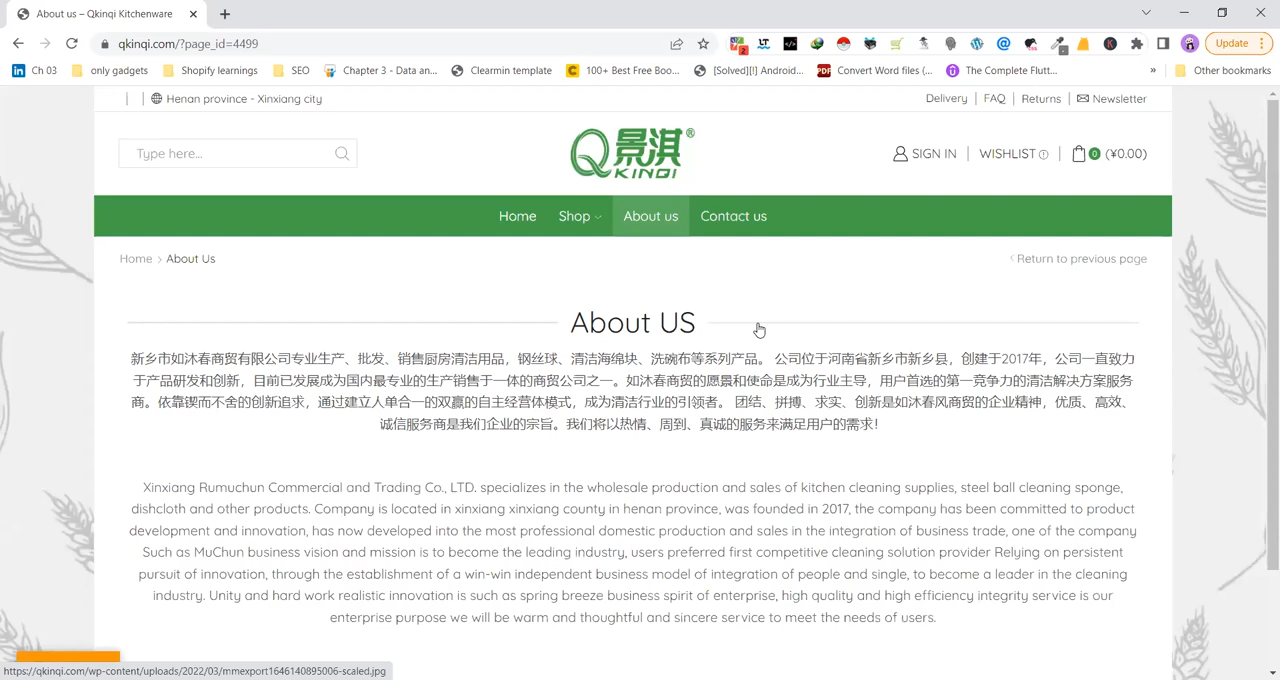 About us – Qkinqi Kitchenware
qkinqi.com/?page_id=4499
Update
Ch 03
only gadgets
Shopify learnings
SEO
Chapter 3 - Data an...
Clearmin template
100+ Best Free Boo...
[Solved][!] Android...
Convert Word files (...
The Complete Flutt...
»
Other bookmarks
Henan province - Xinxiang city
Delivery
FAQ
Returns
Newsletter
Type here...
Q景淇®
KINQI
SIGN IN
WISHLIST
0 (¥0.00)
Home
Shop
About us
Contact us
Home > About Us
Return to previous page
About US
新乡市如沐春商贸有限公司专业生产、批发、销售厨房清洁用品，钢丝球、清洁海绵块、洗碗布等系列产品。 公司位于河南省新乡市新乡县，创建于2017年，公司一直致力
于产品研发和创新，目前已发展成为国内最专业的生产销售于一体的商贸公司之一。如沐春商贸的愿景和使命是成为行业主导，用户首选的第一竞争力的清洁解决方案服务
商。依靠锲而不舍的创新追求，通过建立人单合一的双赢的自主经营体模式，成为清洁行业的引领者。 团结、拼搏、求实、创新是如沐春风商贸的企业精神，优质、高效、
诚信服务商是我们企业的宗旨。我们将以热情、周到、真诚的服务来满足用户的需求！
Xinxiang Rumuchun Commercial and Trading Co., LTD. specializes in the wholesale production and sales of kitchen cleaning supplies, steel ball cleaning sponge,
dishcloth and other products. Company is located in xinxiang xinxiang county in henan province, was founded in 2017, the company has been committed to product
development and innovation, has now developed into the most professional domestic production and sales in the integration of business trade, one of the company
Such as MuChun business vision and mission is to become the leading industry, users preferred first competitive cleaning solution provider Relying on persistent
pursuit of innovation, through the establishment of a win-win independent business model of integration of people and single, to become a leader in the cleaning
industry. Unity and hard work realistic innovation is such as spring breeze business spirit of enterprise, high quality and high efficiency integrity service is our
enterprise purpose we will be warm and thoughtful and sincere service to meet the needs of users.
https://qkinqi.com/wp-content/uploads/2022/03/mmexport1646140895006-scaled.jpg